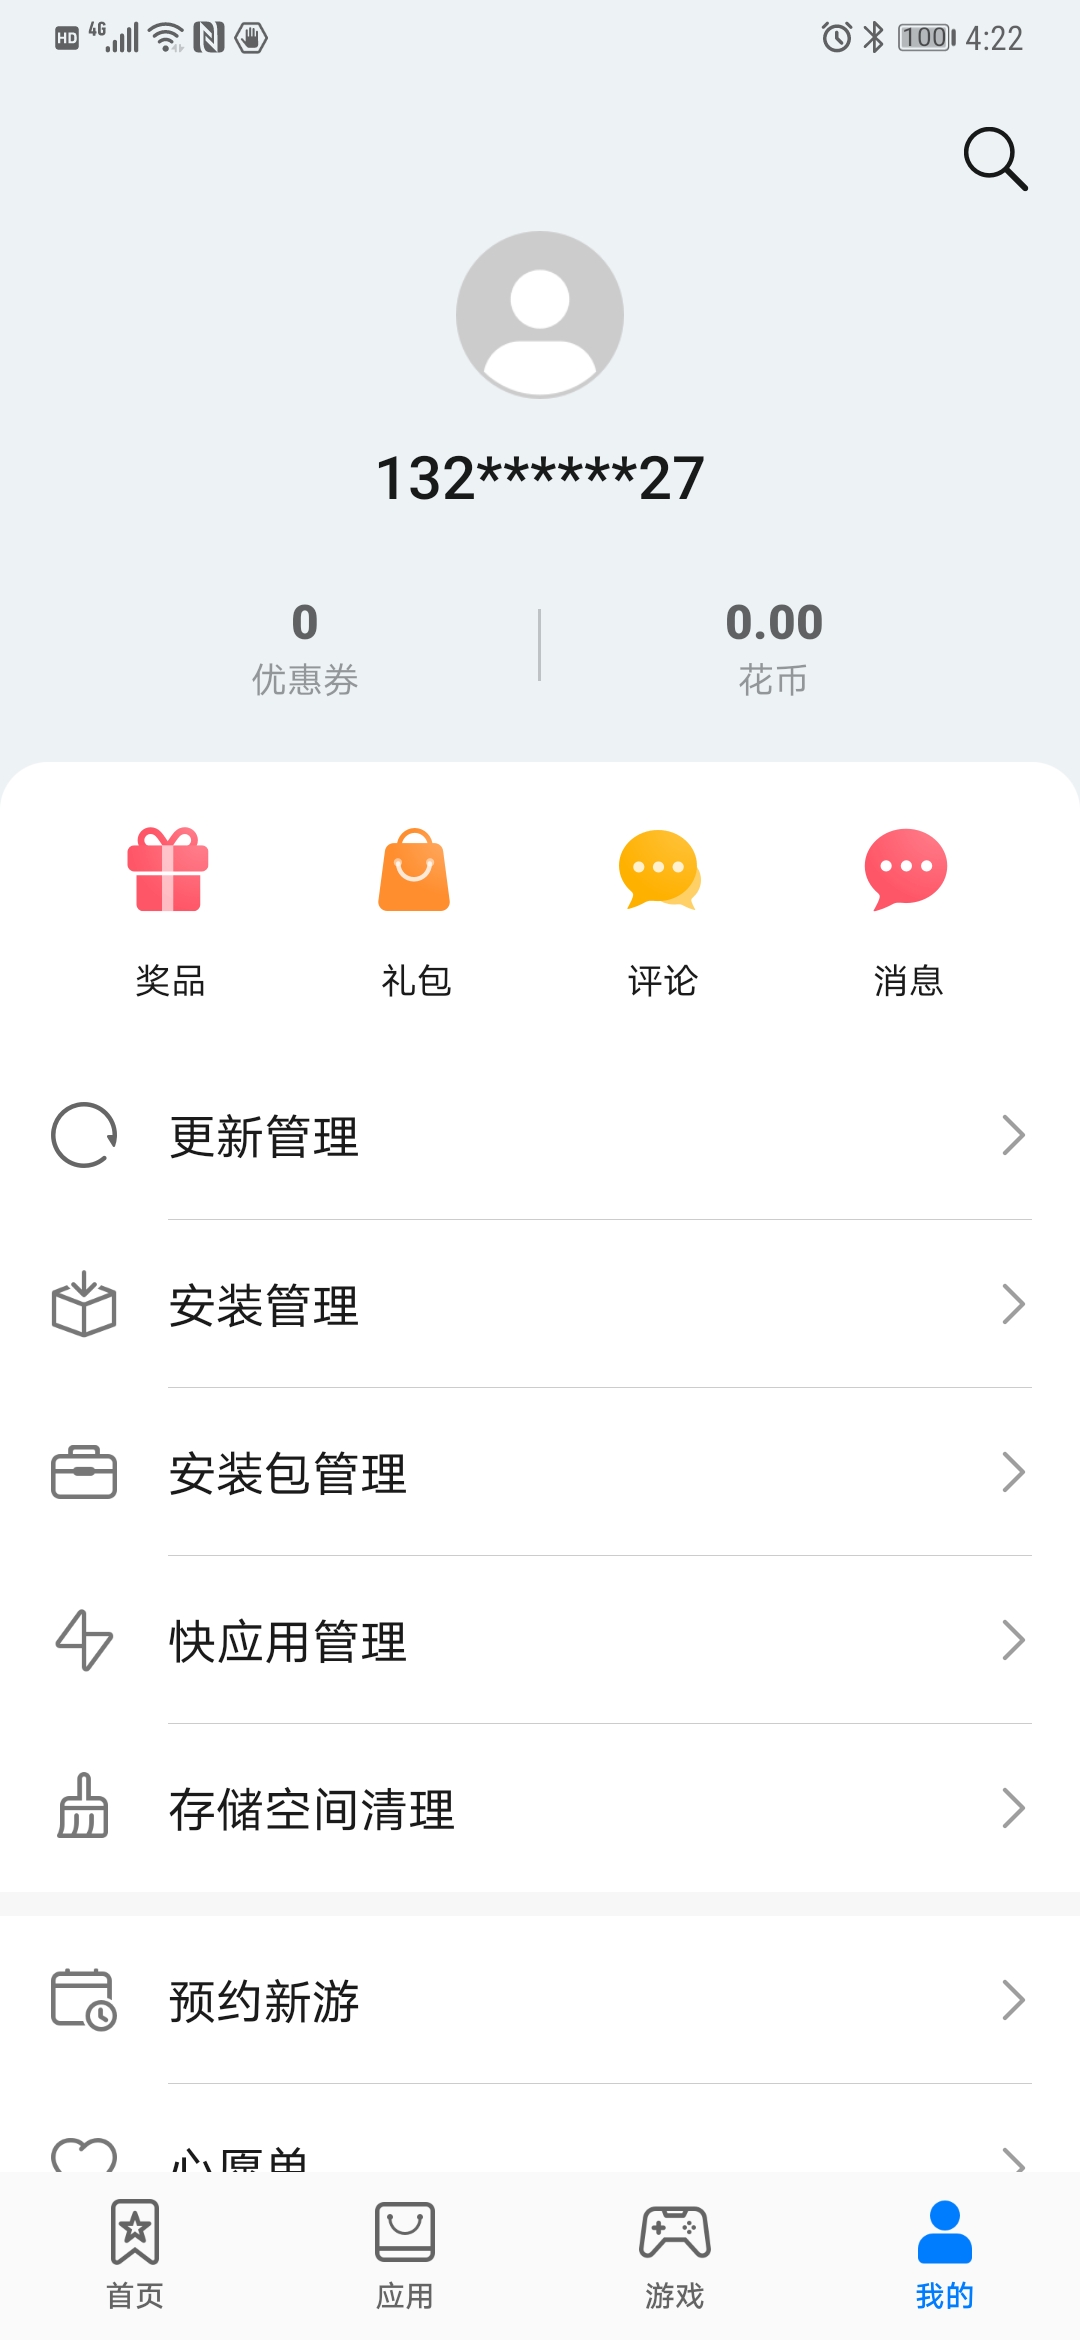 HD 4G 100 4:22
132******27
0 0.00
优惠券 花币
奖品 礼包 评论 消息
更新管理
安装管理
安装包管理
快应用管理
存储空间清理
预约新游
心愿单
首页 应用 游戏 我的